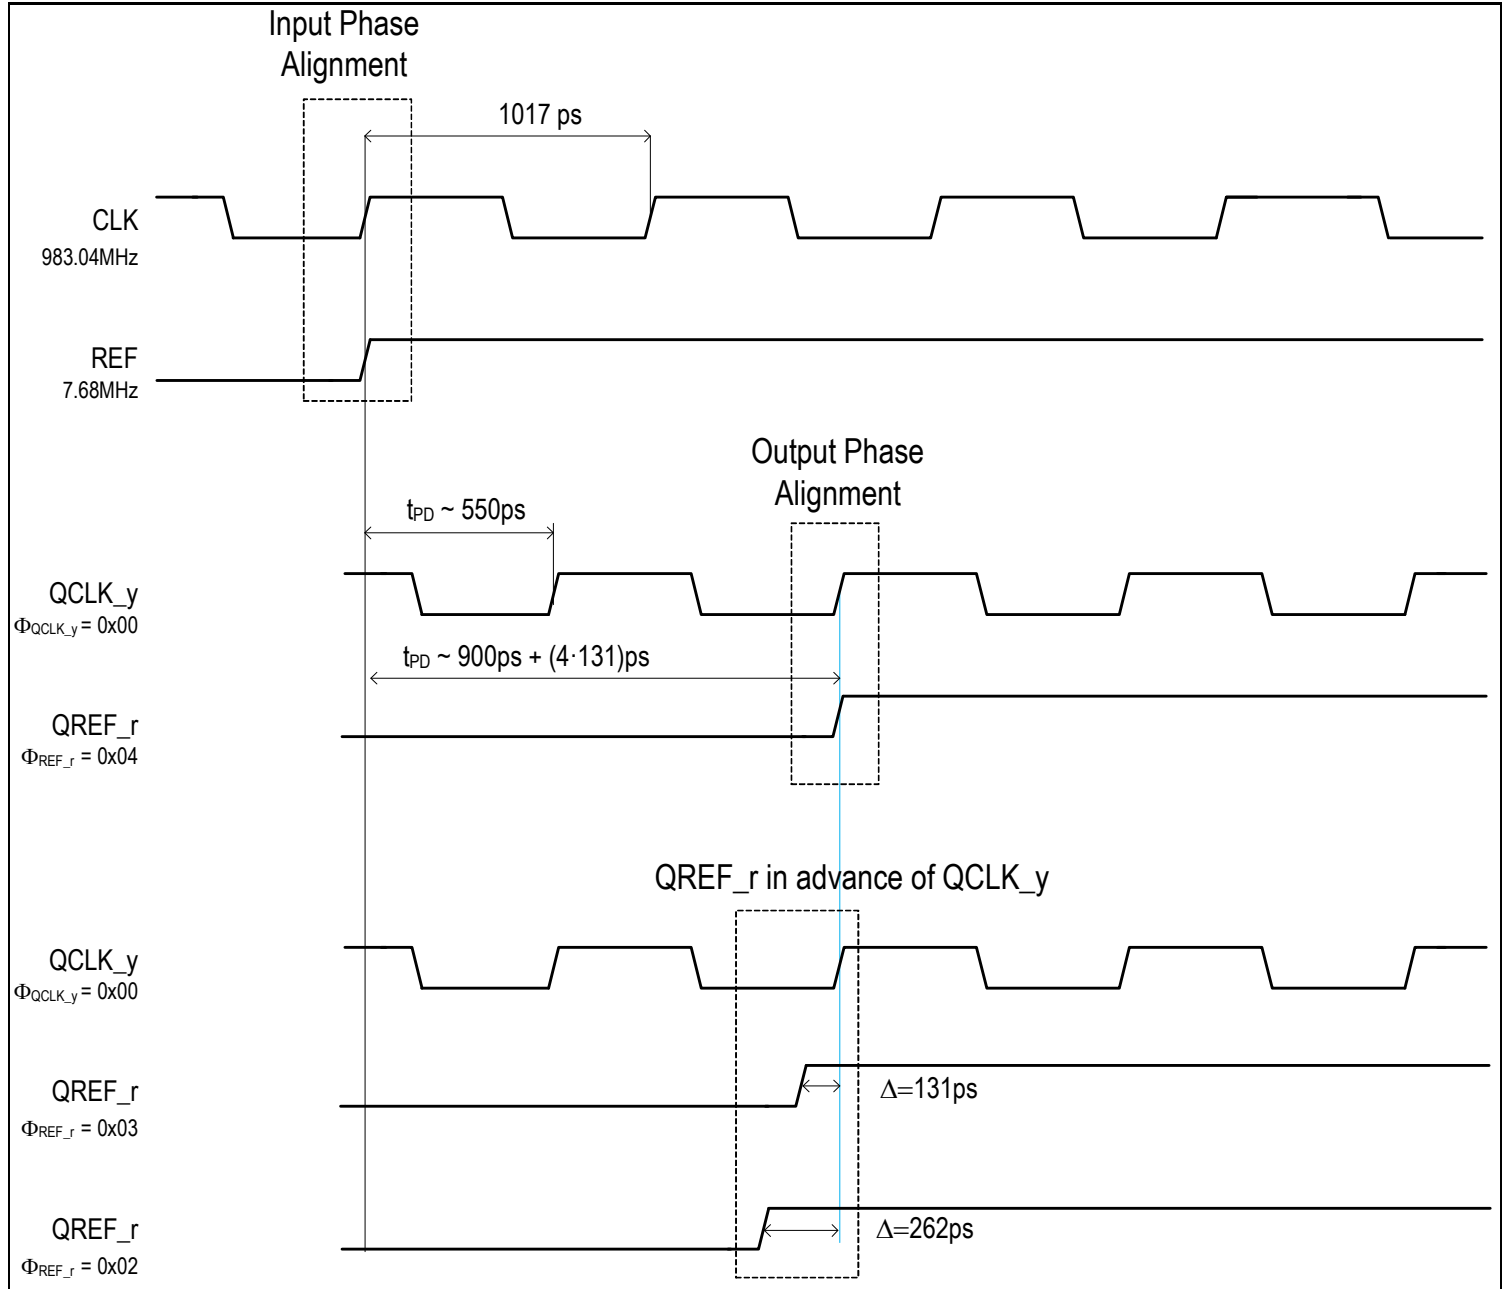 Input Phase
Alignment
1017 ps
CLK
983.04MHz
REF
7.68MHz
Output Phase
Alignment
tPD ~ 550ps
QCLK_y
ΦQCLK_y = 0x00
tPD ~ 900ps + (4·131)ps
QREF_r
ΦREF_r = 0x04
QREF_r in advance of QCLK_y
QCLK_y
ΦQCLK_y = 0x00
QREF_r
Δ=131ps
ΦREF_r = 0x03
QREF_r
Δ=262ps
ΦREF_r = 0x02